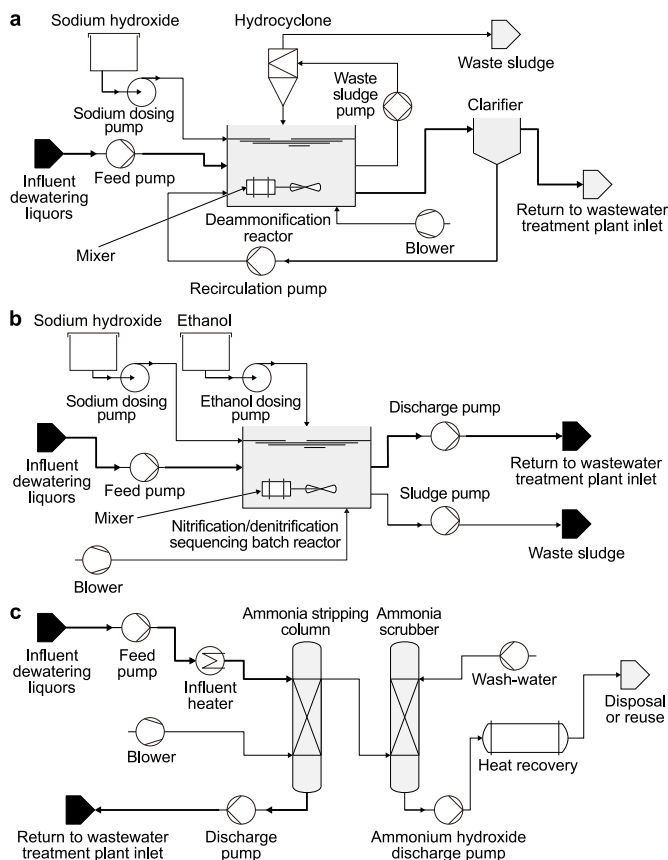 a
Sodium hydroxide
Hydrocyclone
Waste sludge
Sodium dosing
pump
Waste
sludge
pump
Clarifier
Influent
dewatering
liquors
Feed pump
Mixer
Deammonification
reactor
Blower
Return to wastewater
treatment plant inlet
Recirculation pump
b
Sodium hydroxide
Ethanol
Sodium dosing
pump
Ethanol dosing
pump
Discharge pump
Influent
dewatering
liquors
Feed pump
Return to wastewater
treatment plant inlet
Mixer
Sludge pump
Nitrification/denitrification
sequencing batch reactor
Waste sludge
Blower
c
Ammonia stripping
column
Ammonia
scrubber
Influent
dewatering
liquors
Feed
pump
Influent
heater
Wash-water
Disposal
or reuse
Blower
Heat recovery
Return to wastewater
treatment plant inlet
Discharge
pump
Ammonium hydroxide
discharge pump